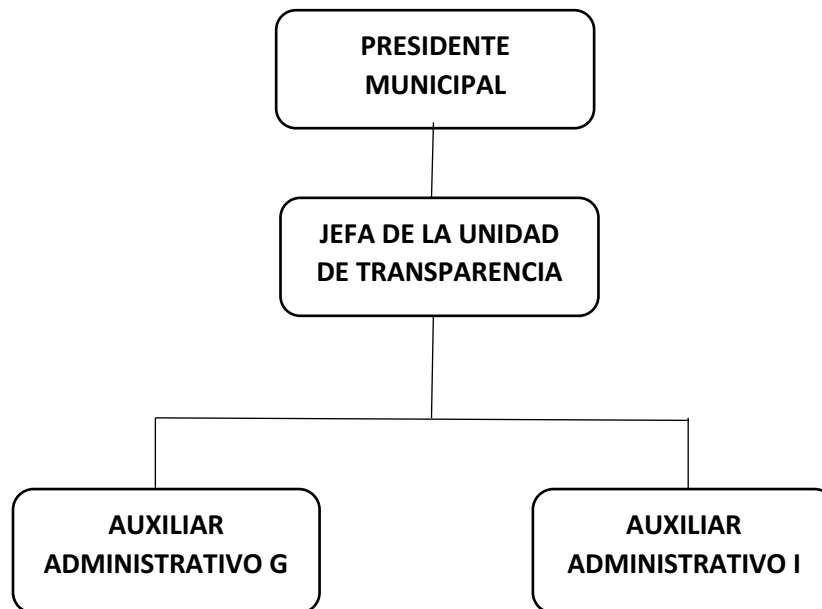 PRESIDENTE
MUNICIPAL
JEFA DE LA UNIDAD
DE TRANSPARENCIA
AUXILIAR
ADMINISTRATIVO G
AUXILIAR
ADMINISTRATIVO I